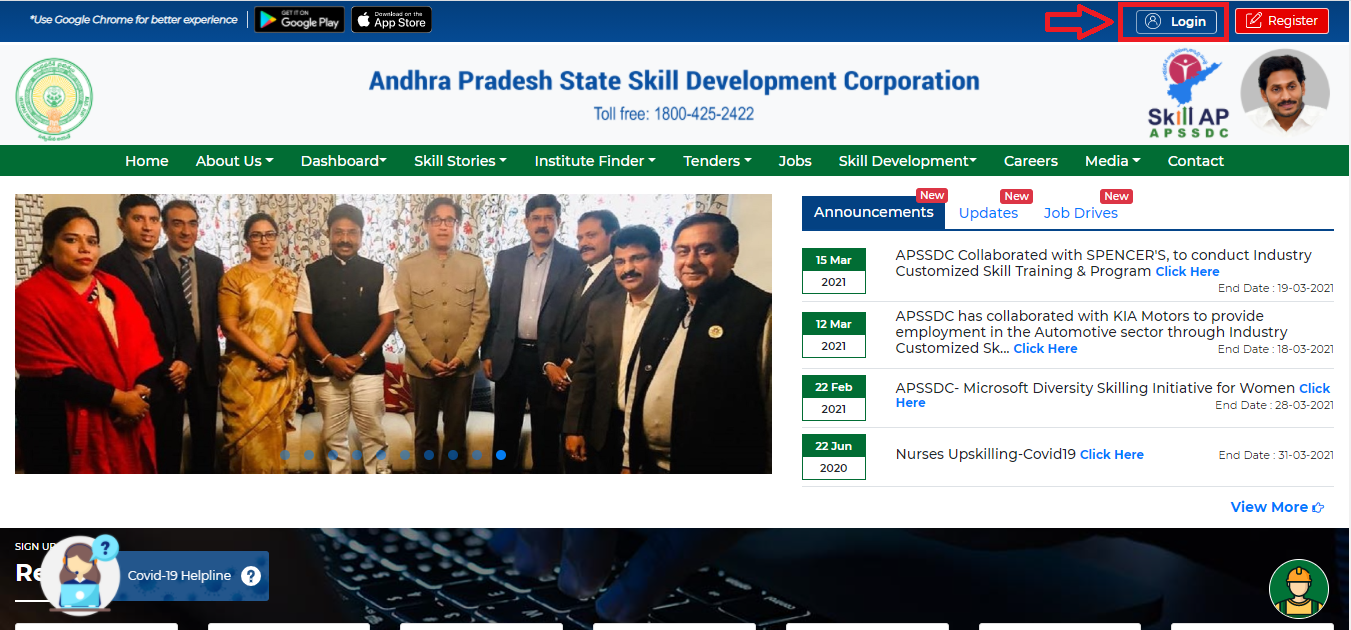 *Use Google Chrome for better experience
GET IT ON
Google Play
Download on the
App Store
Login
Register
Andhra Pradesh State Skill Development Corporation
Toll free: 1800-425-2422
Skill AP
APSSDC
Home About Us Dashboard Skill Stories Institute Finder Tenders Jobs Skill Development Careers Media Contact
New New New
Announcements Updates Job Drives
15 Mar
2021
APSSDC Collaborated with SPENCER'S, to conduct Industry
Customized Skill Training & Program Click Here
End Date : 19-03-2021
12 Mar
2021
APSSDC has collaborated with KIA Motors to provide
employment in the Automotive sector through Industry
Customized Sk... Click Here
End Date : 18-03-2021
22 Feb
2021
APSSDC- Microsoft Diversity Skilling Initiative for Women Click
Here
End Date : 28-03-2021
22 Jun
2020
Nurses Upskilling-Covid19 Click Here
End Date : 31-03-2021
View More
SIGN UP
Re
?
Covid-19 Helpline ?